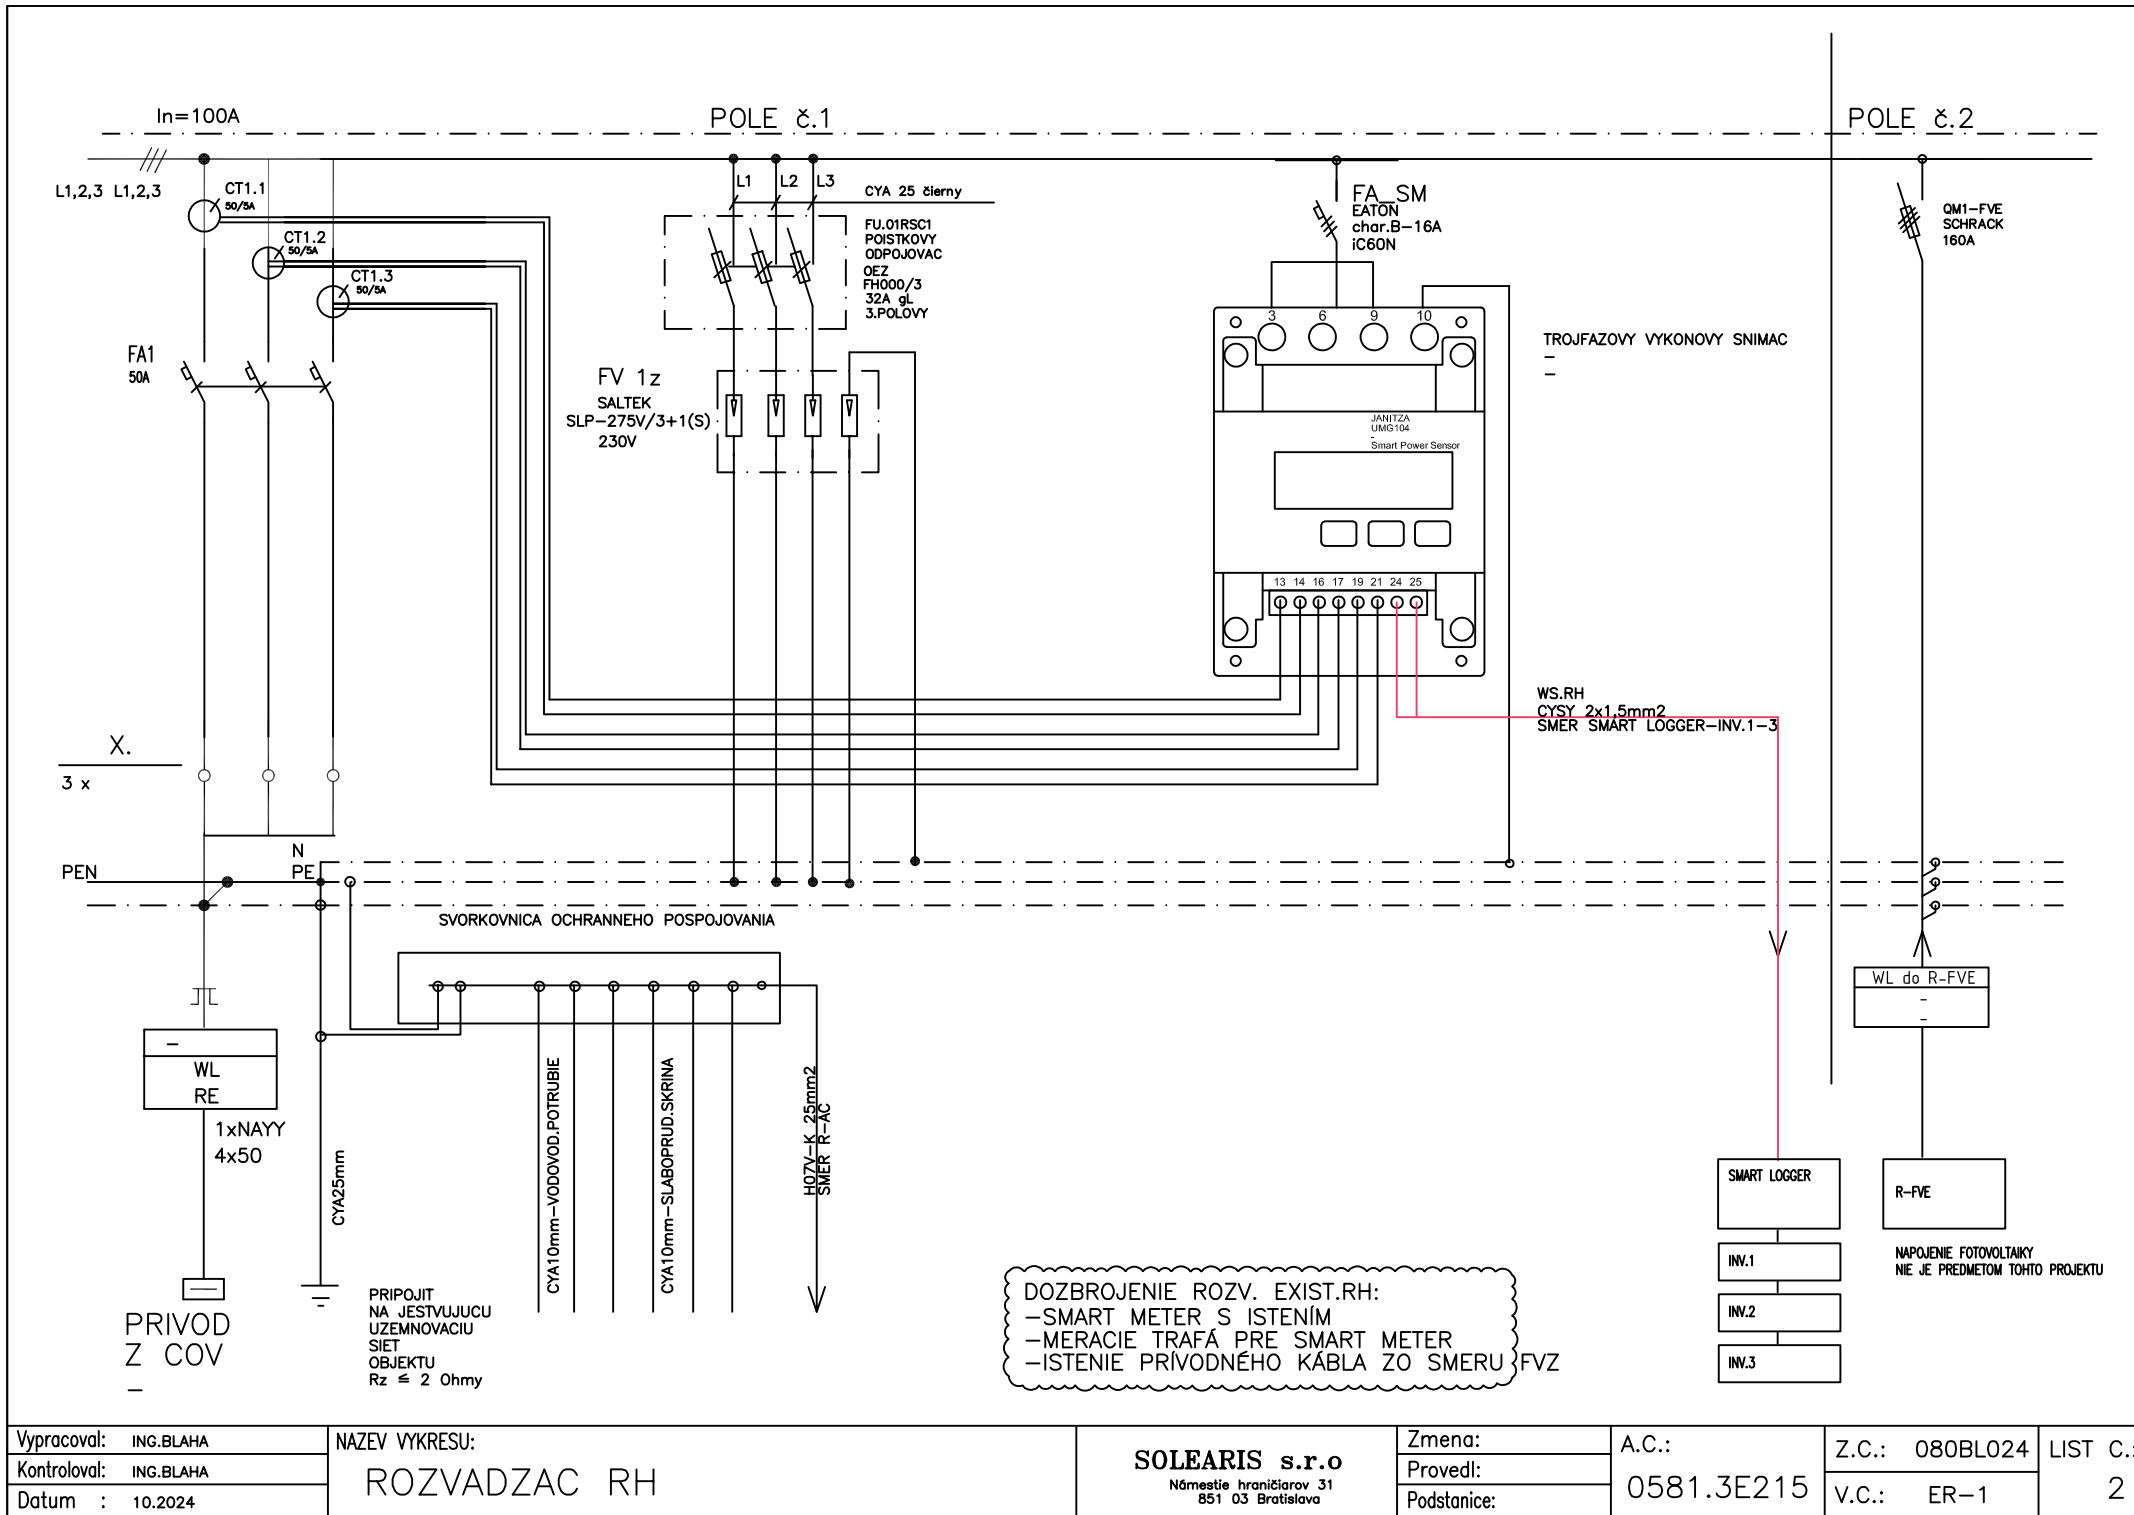 In=100A
POLE č.1
POLE č.2
L1,2,3 L1,2,3
CT1.1
50/5A
CT1.2
50/5A
CT1.3
50/5A
FA1
50A
L1
L2
L3
CYA 25 čierny
FU.01RSC1
POISTKOVY
ODPOJOVAC
OEZ
FH000/3
32A gL
3.POLOVY
FV 1z
SALTEK
SLP-275V/3+1(S)
230V
FA_SM
EATON
char.B-16A
iC60N
QM1-FVE
SCHRACK
160A
3 6 9 10
TROJFAZOVY VYKONOVY SNIMAC
-
-
JANITZA
UMG104
-
Smart Power Sensor
13 14 16 17 19 21 24 25
WS.RH
CYSY 2x1,5mm2
SMER SMART LOGGER-INV.1-3
X.
3 x
N
PE
PEN
SVORKOVNICA OCHRANNEHO POSPOJOVANIA
-
WL
RE
1xNAYY
4x50
PRIVOD
Z COV
-
CYA25mm
PRIPOJIT
NA JESTVUJUCU
UZEMNOVACIU
SIET
OBJEKTU
Rz ≦ 2 Ohmy
CYA10mm-VODOVOD.POTRUBIE
CYA10mm-SLABOPRUD.SKRINA
H07V-K 25mm2
SMER R-AC
WL do R-FVE
-
-
SMART LOGGER
INV.1
INV.2
INV.3
R-FVE
NAPOJENIE FOTOVOLTAIKY
NIE JE PREDMETOM TOHTO PROJEKTU
DOZBROJENIE ROZV. EXIST.RH:
-SMART METER S ISTENÍM
-MERACIE TRAFÁ PRE SMART METER
-ISTENIE PRÍVODNÉHO KÁBLA ZO SMERU FVZ
Vypracoval: ING.BLAHA
Kontroloval: ING.BLAHA
Datum : 10.2024
NAZEV VYKRESU:
ROZVADZAC RH
SOLEARIS s.r.o
Námestie hraničiarov 31
851 03 Bratislava
Zmena:
Provedl:
Podstanice:
A.C.:
0581.3E215
Z.C.: 080BL024
V.C.: ER-1
LIST C.:
2